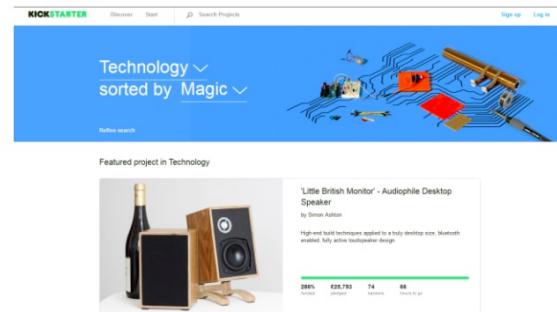 KICKSTARTER Discover Start Search Projects Sign up Log in
Technology
sorted by Magic
Refine search
Featured project in Technology
'Little British Monitor' - Audiophile Desktop
Speaker
by Simon Ashton
High-end build techniques applied to a truly desktop size, bluetooth
enabled, fully active loudspeaker design
286% £28,793 74 66
funded pledged backers hours to go